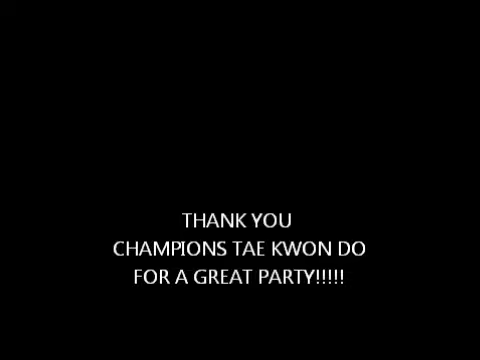 THANK YOU
CHAMPIONS TAE KWON DO
FOR A GREAT PARTY!!!!!